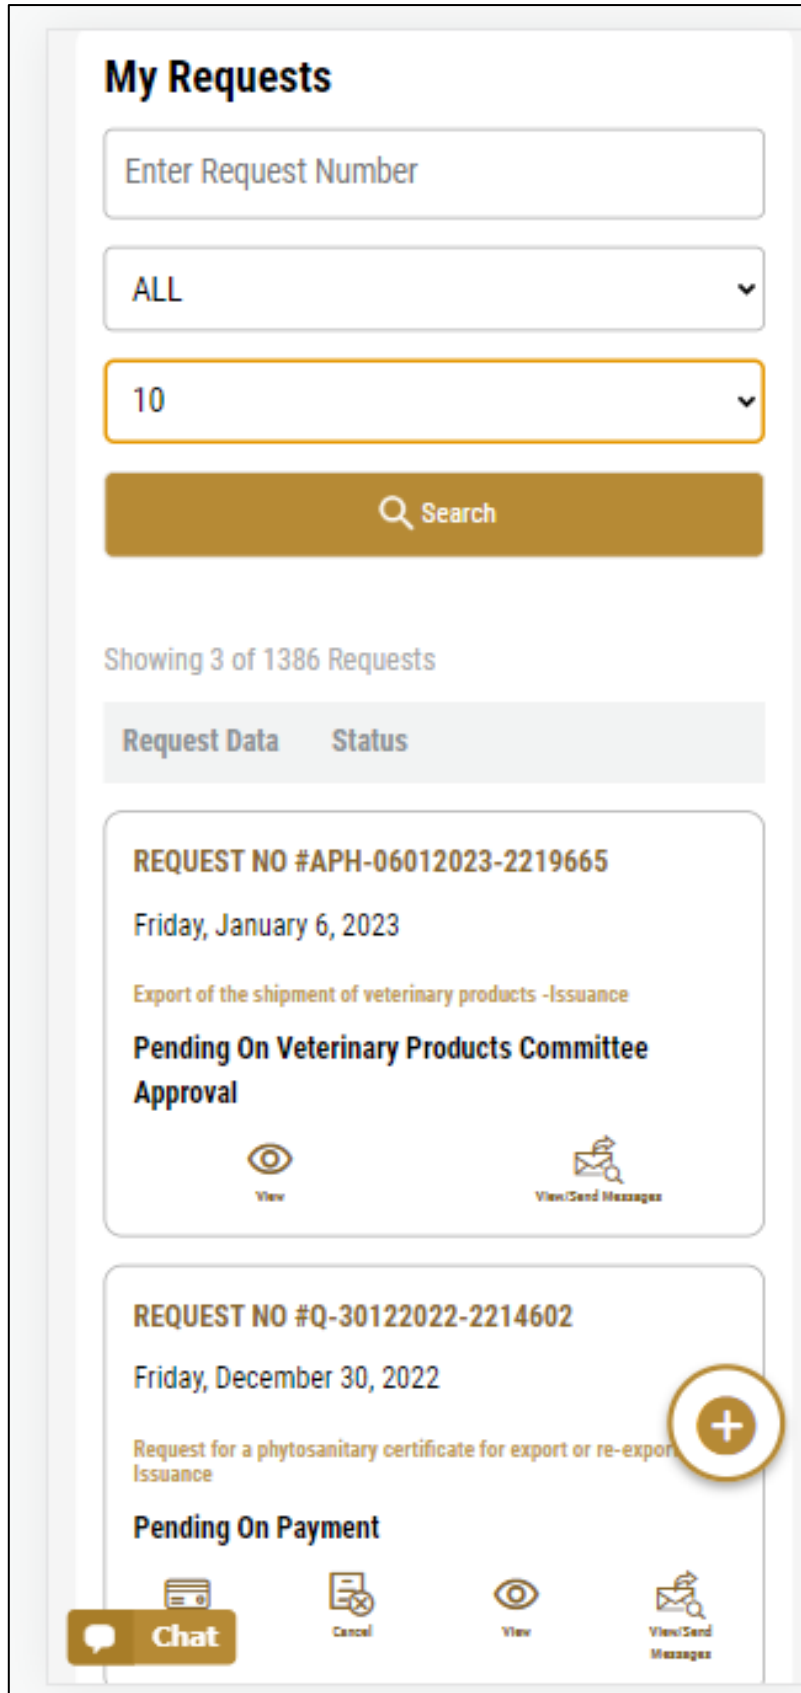 My Requests
Enter Request Number
ALL
10
Search
Showing 3 of 1386 Requests
Request Data Status
REQUEST NO #APH-06012023-2219665
Friday, January 6, 2023
Export of the shipment of veterinary products -Issuance
Pending On Veterinary Products Committee
Approval
View View/Send Messages
REQUEST NO #Q-30122022-2214602
Friday, December 30, 2022
Request for a phytosanitary certificate for export or re-expor
Issuance
Pending On Payment
Chat Cancel View View/Send
Messages